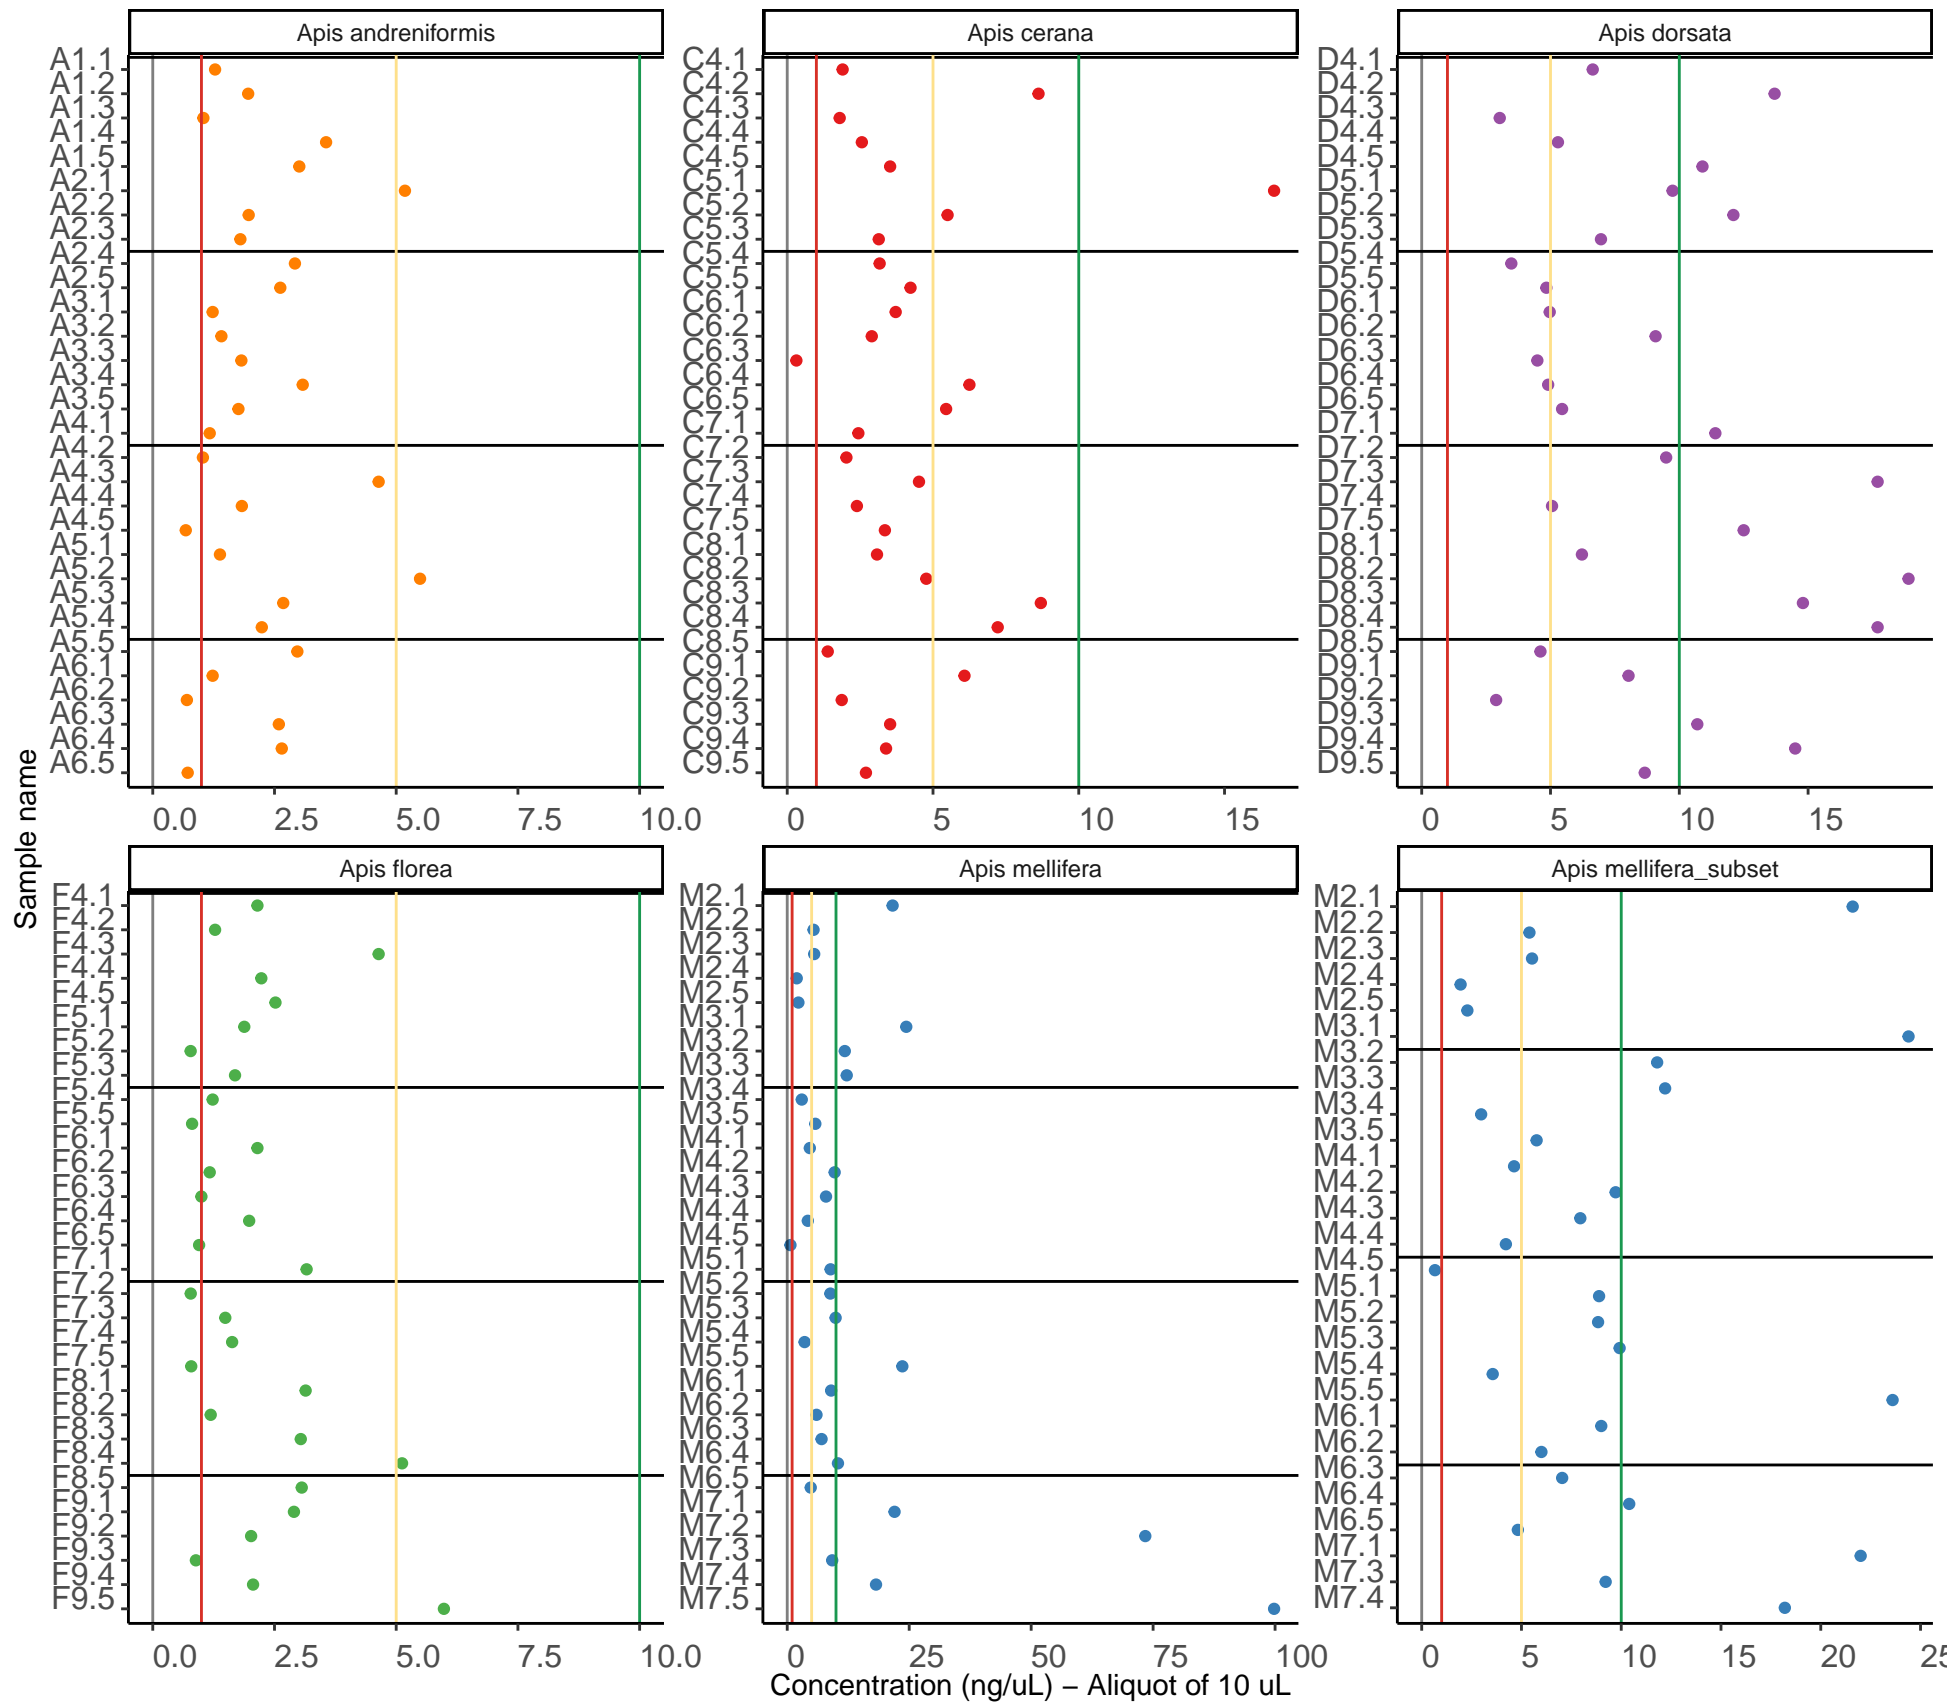 Apis andreniformis
A1.1
A1.2
A1.3
A1.4
A1.5
A2.1
A2.2
A2.3
A2.4
A2.5
A3.1
A3.2
A3.3
A3.4
A3.5
A4.1
A4.2
A4.3
A4.4
A4.5
A5.1
A5.2
A5.3
A5.4
A5.5
A6.1
A6.2
A6.3
A6.4
A6.5
0.0 2.5 5.0 7.5 10.0
Apis cerana
C4.1
C4.2
C4.3
C4.4
C4.5
C5.1
C5.2
C5.3
C5.4
C5.5
C6.1
C6.2
C6.3
C6.4
C6.5
C7.1
C7.2
C7.3
C7.4
C7.5
C8.1
C8.2
C8.3
C8.4
C8.5
C9.1
C9.2
C9.3
C9.4
C9.5
0 5 10 15
Apis dorsata
D4.1
D4.2
D4.3
D4.4
D4.5
D5.1
D5.2
D5.3
D5.4
D5.5
D6.1
D6.2
D6.3
D6.4
D6.5
D7.1
D7.2
D7.3
D7.4
D7.5
D8.1
D8.2
D8.3
D8.4
D8.5
D9.1
D9.2
D9.3
D9.4
D9.5
0 5 10 15
Sample name
Apis florea
F4.1
F4.2
F4.3
F4.4
F4.5
F5.1
F5.2
F5.3
F5.4
F5.5
F6.1
F6.2
F6.3
F6.4
F6.5
F7.1
F7.2
F7.3
F7.4
F7.5
F8.1
F8.2
F8.3
F8.4
F8.5
F9.1
F9.2
F9.3
F9.4
F9.5
0.0 2.5 5.0 7.5 10.0
Apis mellifera
M2.1
M2.2
M2.3
M2.4
M2.5
M3.1
M3.2
M3.3
M3.4
M3.5
M4.1
M4.2
M4.3
M4.4
M4.5
M5.1
M5.2
M5.3
M5.4
M5.5
M6.1
M6.2
M6.3
M6.4
M6.5
M7.1
M7.2
M7.3
M7.4
M7.5
0 25 50 75 100
Apis mellifera_subset
M2.1
M2.2
M2.3
M2.4
M2.5
M3.1
M3.2
M3.3
M3.4
M3.5
M4.1
M4.2
M4.3
M4.4
M4.5
M5.1
M5.2
M5.3
M5.4
M5.5
M6.1
M6.2
M6.3
M6.4
M6.5
M7.1
M7.3
M7.4
0 5 10 15 20 25
Concentration (ng/uL) – Aliquot of 10 uL